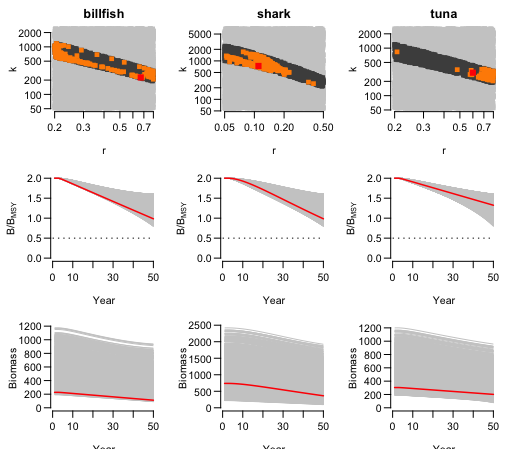 billfish shark tuna
k 2000 1000 500 200 100 50
k 2000 1000 500 200 100 50
k 2000 1000 500 200 100 50
0.2 0.3 0.5 0.7
0.05 0.10 0.20 0.50
0.2 0.3 0.5 0.7
r r r
B/BMSY 2.0 1.5 1.0 0.5 0.0
B/BMSY 2.0 1.5 1.0 0.5 0.0
B/BMSY 2.0 1.5 1.0 0.5 0.0
0 10 30 50
0 10 30 50
0 10 30 50
Year Year Year
Biomass 1200 1000 800 600 400 200 0
Biomass 2500 2000 1500 1000 500 0
Biomass 1200 1000 800 600 400 200 0
0 10 30 50
0 10 30 50
0 10 30 50